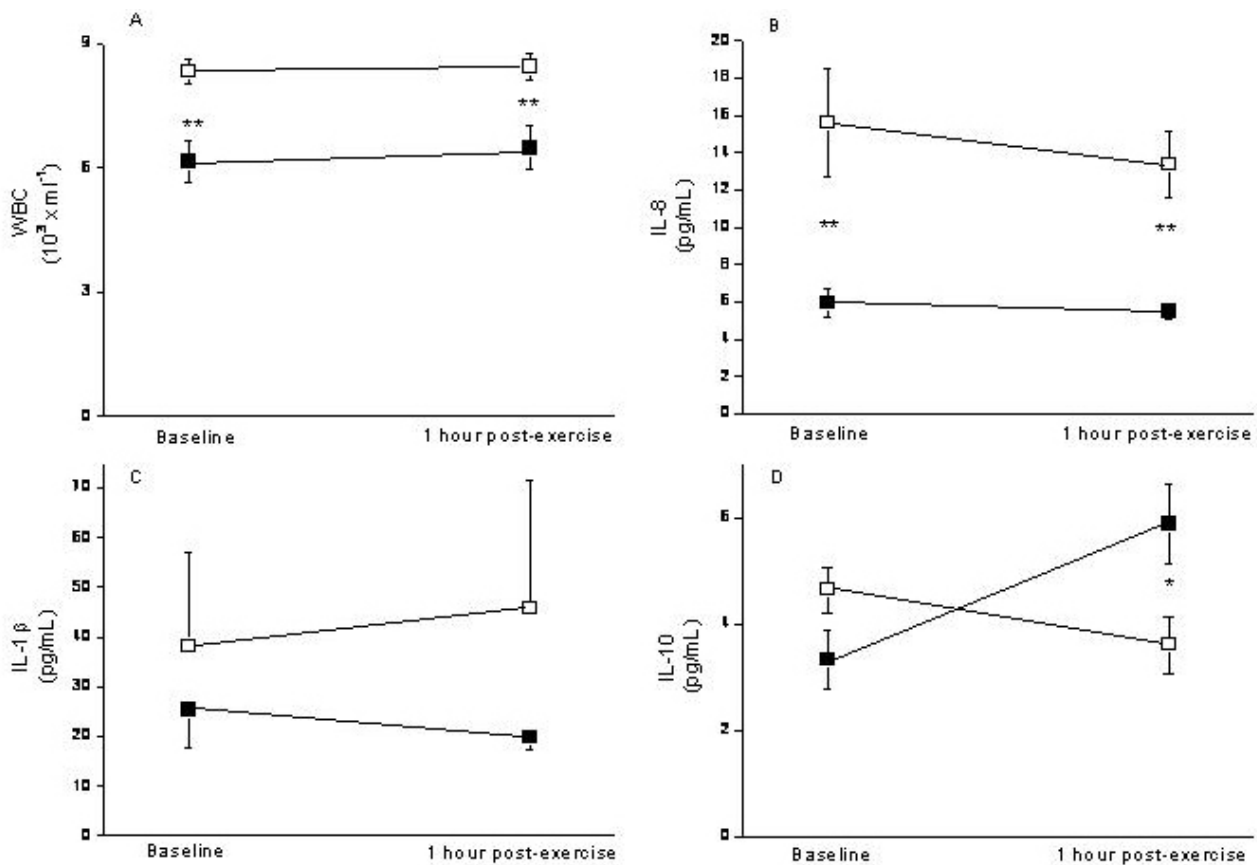 A
9
6
3
0
WBC
(10³ x ml⁻¹)
**
**
Baseline
1 hour post-exercise
B
20
18
16
14
12
10
8
6
4
2
0
IL-8
(pg/mL)
**
**
Baseline
1 hour post-exercise
C
70
60
50
40
30
20
10
0
IL-1 β
(pg/mL)
Baseline
1 hour post-exercise
D
6
4
2
0
IL-10
(pg/mL)
*
Baseline
1 hour post-exercise